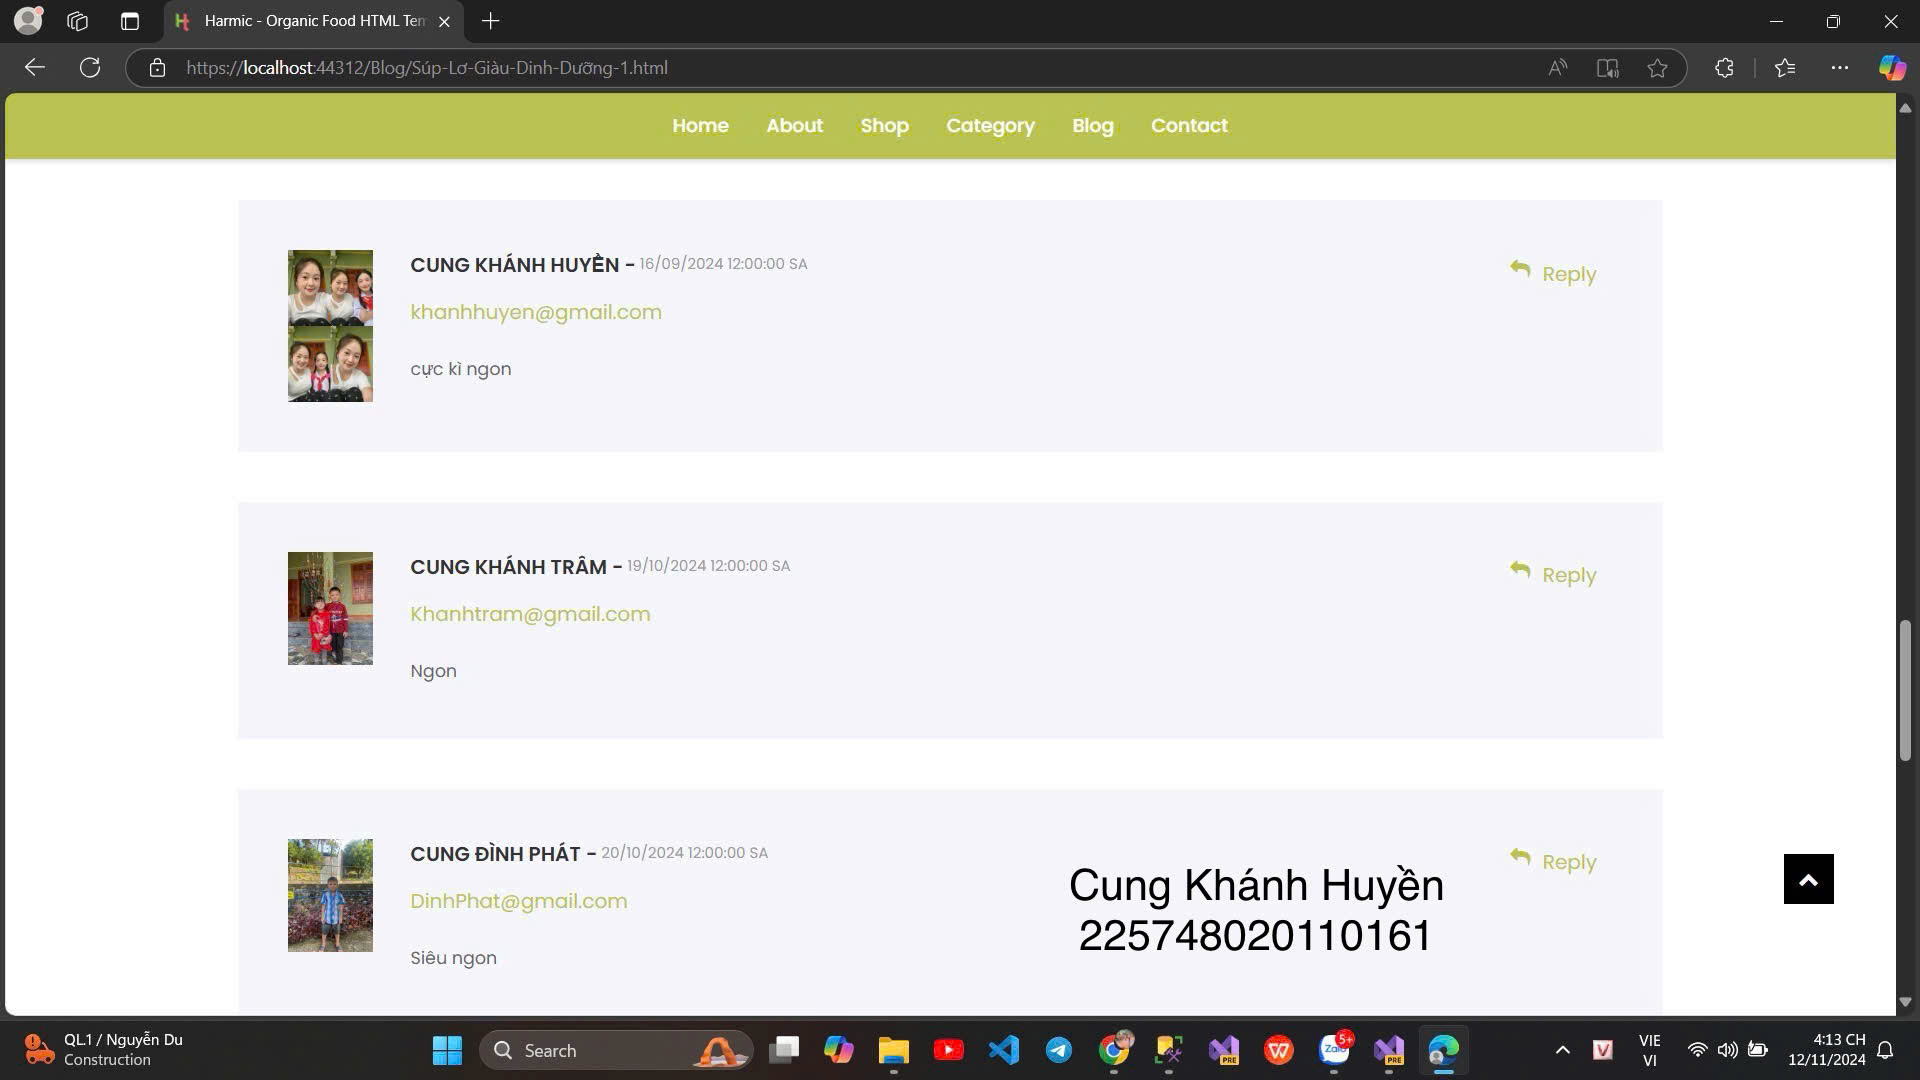 Harmic - Organic Food HTML Tem
https://localhost:44312/Blog/Súp-Lơ-Giàu-Dinh-Dưỡng-1.html
Home About Shop Category Blog Contact
CUNG KHÁNH HUYỀN - 16/09/2024 12:00:00 SA
Reply
khanhhuyen@gmail.com
cực kì ngon
CUNG KHÁNH TRÂM - 19/10/2024 12:00:00 SA
Reply
Khanhtram@gmail.com
Ngon
CUNG ĐÌNH PHÁT - 20/10/2024 12:00:00 SA
Reply
DinhPhat@gmail.com
Siêu ngon
Cung Khánh Huyền
225748020110161
QL1 / Nguyễn Du
Construction
Search
PRE
Zalo
5+
PRE
VIE
VI
4:13 CH
12/11/2024